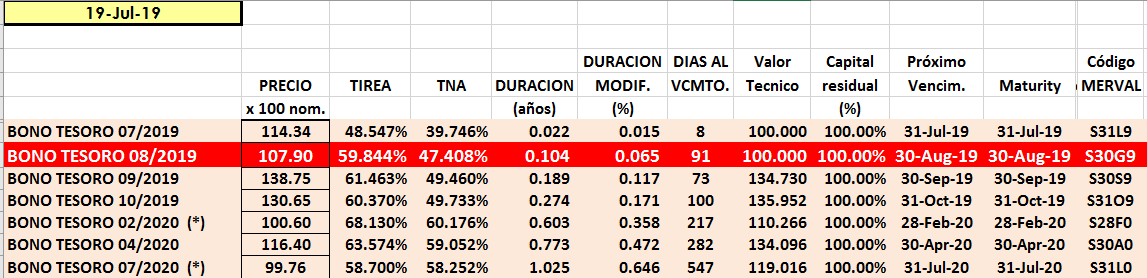 19-Jul-19
DURACION DIAS AL Valor Capital Próximo Código
PRECIO TIREA TNA DURACION MODIF. VCMTO. Tecnico residual Vencim. Maturity MERVAL
x 100 nom. (años) (%) (%)
BONO TESORO 07/2019 114.34 48.547% 39.746% 0.022 0.015 8 100.000 100.00% 31-Jul-19 31-Jul-19 S31L9
BONO TESORO 08/2019 107.90 59.844% 47.408% 0.104 0.065 91 100.000 100.00% 30-Aug-19 30-Aug-19 S30G9
BONO TESORO 09/2019 138.75 61.463% 49.460% 0.189 0.117 73 134.730 100.00% 30-Sep-19 30-Sep-19 S30S9
BONO TESORO 10/2019 130.65 60.370% 49.733% 0.274 0.171 100 135.952 100.00% 31-Oct-19 31-Oct-19 S31O9
BONO TESORO 02/2020 (*) 100.60 68.130% 60.176% 0.603 0.358 217 110.266 100.00% 28-Feb-20 28-Feb-20 S28F0
BONO TESORO 04/2020 116.40 63.574% 59.052% 0.773 0.472 282 134.096 100.00% 30-Apr-20 30-Apr-20 S30A0
BONO TESORO 07/2020 (*) 99.76 58.700% 58.252% 1.025 0.646 547 119.016 100.00% 31-Jul-20 31-Jul-20 S31L0